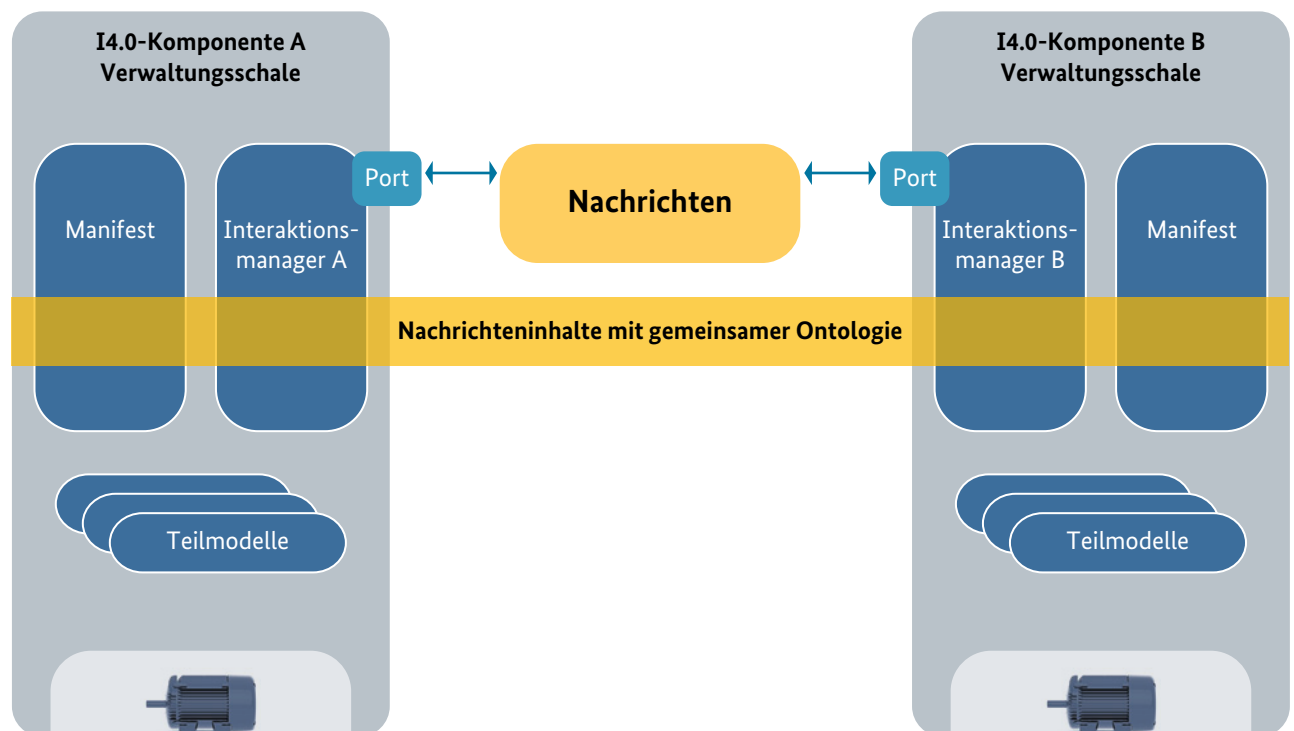 I4.0-Komponente A
Verwaltungsschale
I4.0-Komponente B
Verwaltungsschale
Manifest
Interaktions-
manager A
Port
Nachrichten
Port
Interaktions-
manager B
Manifest
Nachrichteninhalte mit gemeinsamer Ontologie
Teilmodelle
Teilmodelle